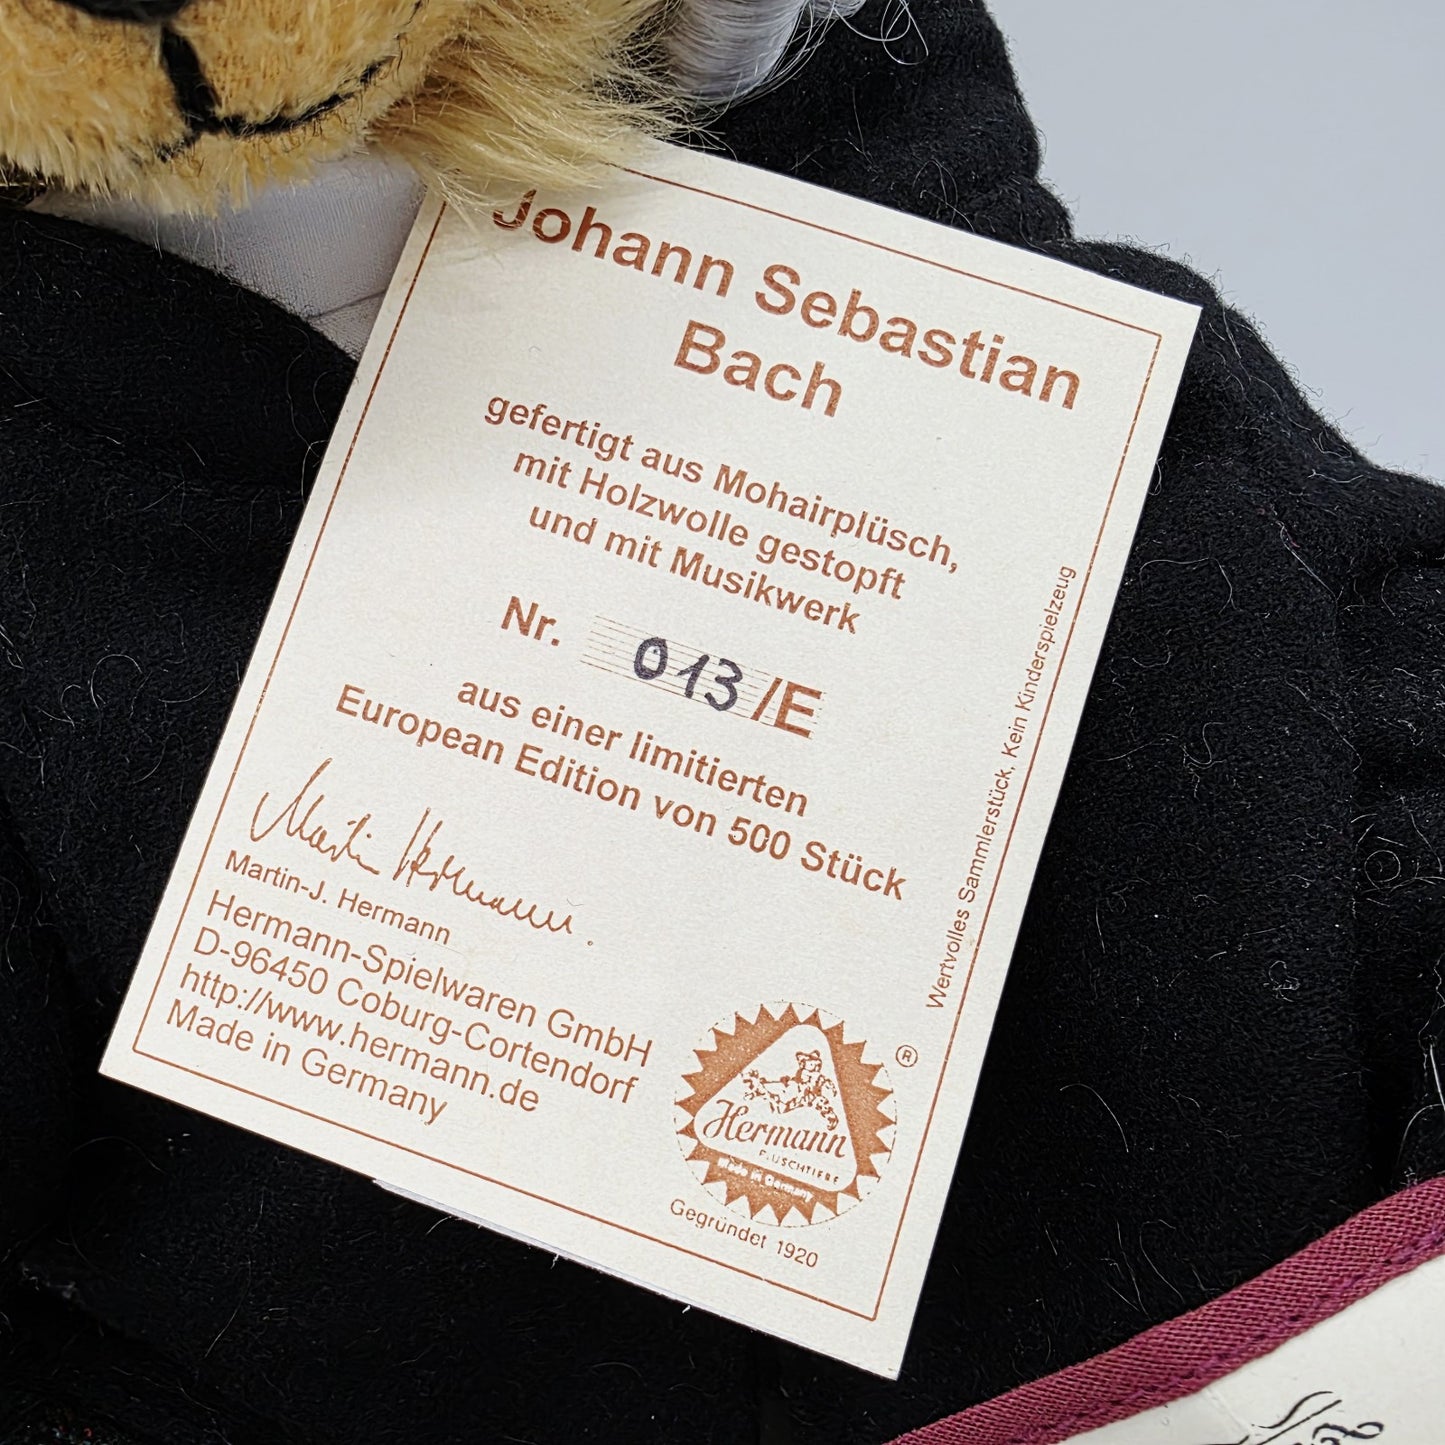 Johann Sebastian
Bach
gefertigt aus Mohairplüsch,
mit Holzwolle gestopft
und mit Musikwerk
Nr. 013/E
aus einer limitierten
European Edition von 500 Stück
Martin Hermann.
Martin-J. Hermann
Hermann-Spielwaren GmbH
D-96450 Coburg-Cortendorf
http://www.hermann.de
Made in Germany
Wertvolles Sammlerstück. Kein Kinderspielzeug
®
Hermann
PLÜSCHTIERE
Made in Germany
Gegründet 1920